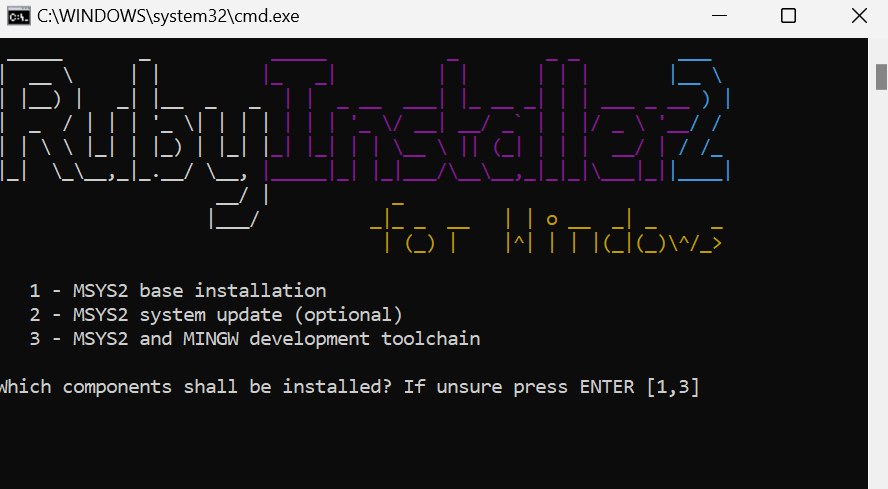 C:\WINDOWS\system32\cmd.exe
RubyInstaller2
for Windows
1 - MSYS2 base installation
2 - MSYS2 system update (optional)
3 - MSYS2 and MINGW development toolchain
Which components shall be installed? If unsure press ENTER [1,3]